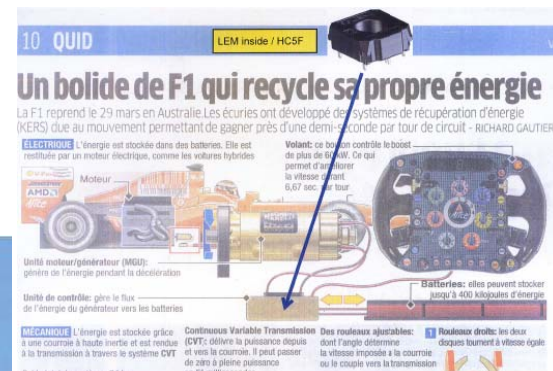 10 QUID
LEM inside / HC5F
Un bolide de F1 qui recycle sa propre énergie
La F1 reprend le 29 mars en Australie. Les écuries ont développé des systèmes de récupération d'énergie
(KERS) due au mouvement permettant de gagner près d'une demi-seconde par tour de circuit - RICHARD GAUTIER
ÉLECTRIQUE L'énergie est stockée dans des batteries. Elle est
restituée par un moteur électrique, comme les voitures hybrides
Volant: ce bouton contrôle le boost
de plus de 60 kW. Ce qui
permet d'améliorer
la vitesse durant
6,67 sec. par tour
Moteur
AMD
Unité moteur/générateur (MGU):
génère de l'énergie pendant la décélération
Unité de contrôle: gère le flux
de l'énergie du générateur vers les batteries
Batteries: elles peuvent stocker
jusqu'à 400 kilojoules d'énergie
MÉCANIQUE L'énergie est stockée grâce
à une courroie à haute inertie et est rendue
à la transmission à travers le système CVT
Continuous Variable Transmission
(CVT): délivre la puissance depuis
et vers la courroie. Il peut passer
de zéro à pleine puissance
Des rouleaux ajustables:
dont l'angle détermine
la vitesse imposée à la courroie
ou le couple vers la transmission
1 Rouleaux droits: les deux
disques tournent à vitesse égale